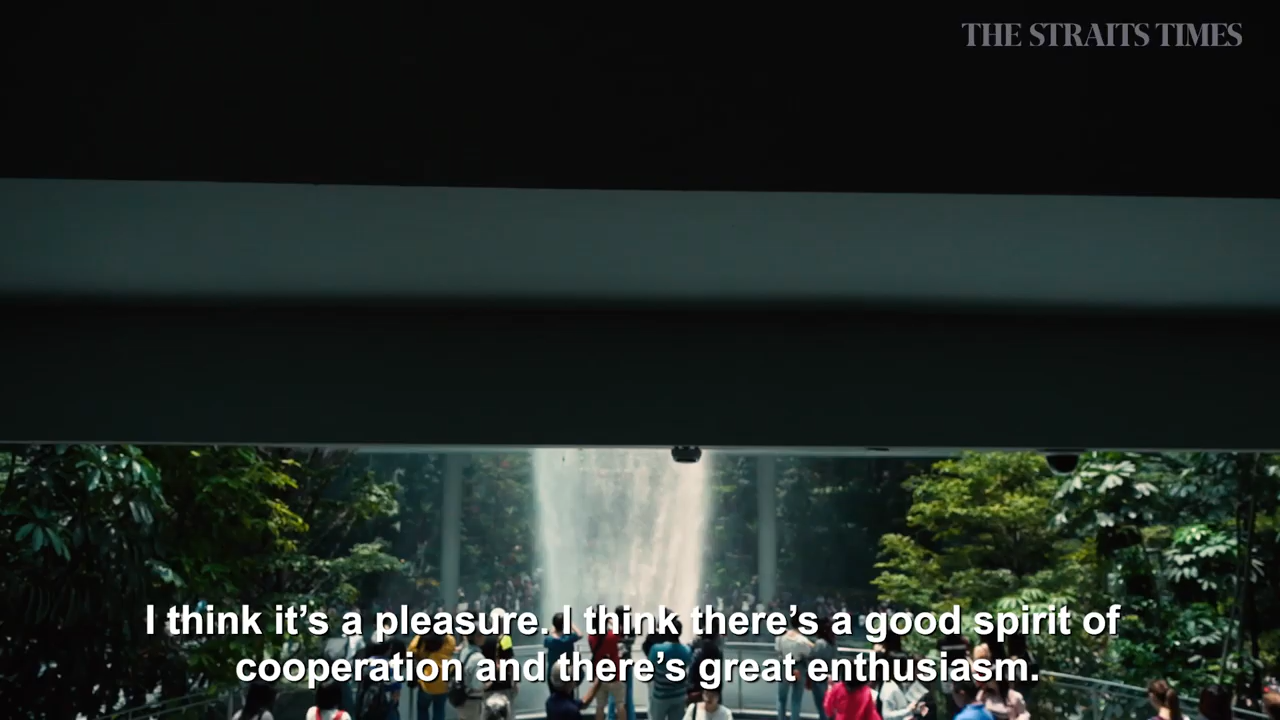 THE STRAITS TIMES
I think it's a pleasure. I think there's a good spirit of
cooperation and there's great enthusiasm.